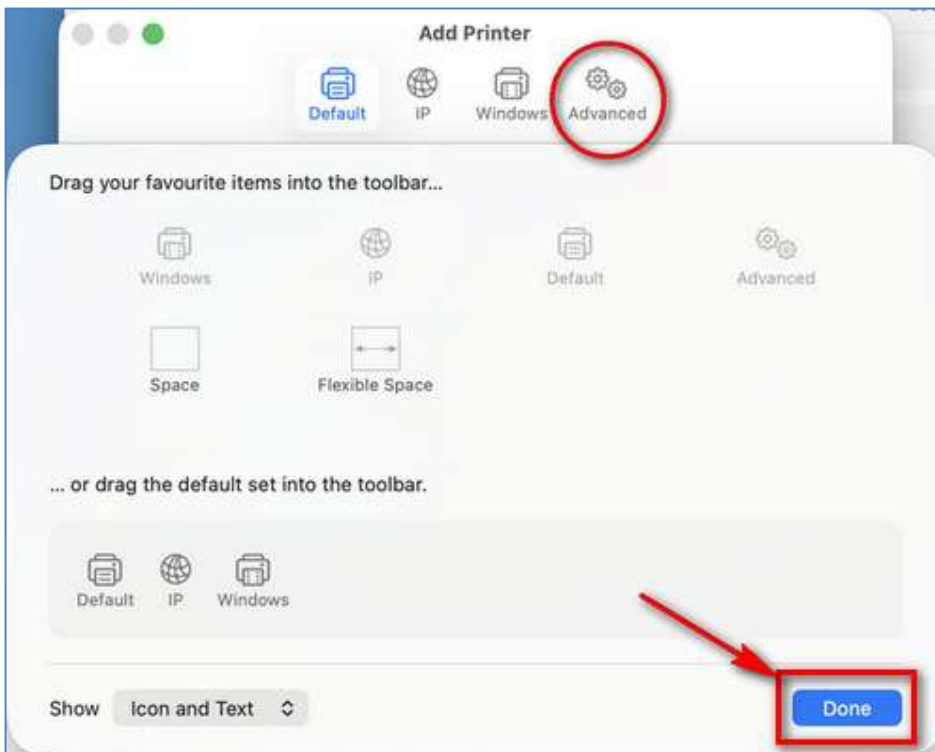 Add Printer
Default IP Windows Advanced
Drag your favourite items into the toolbar...
Windows IP Default Advanced
Space Flexible Space
... or drag the default set into the toolbar.
Default IP Windows
Show Icon and Text Done